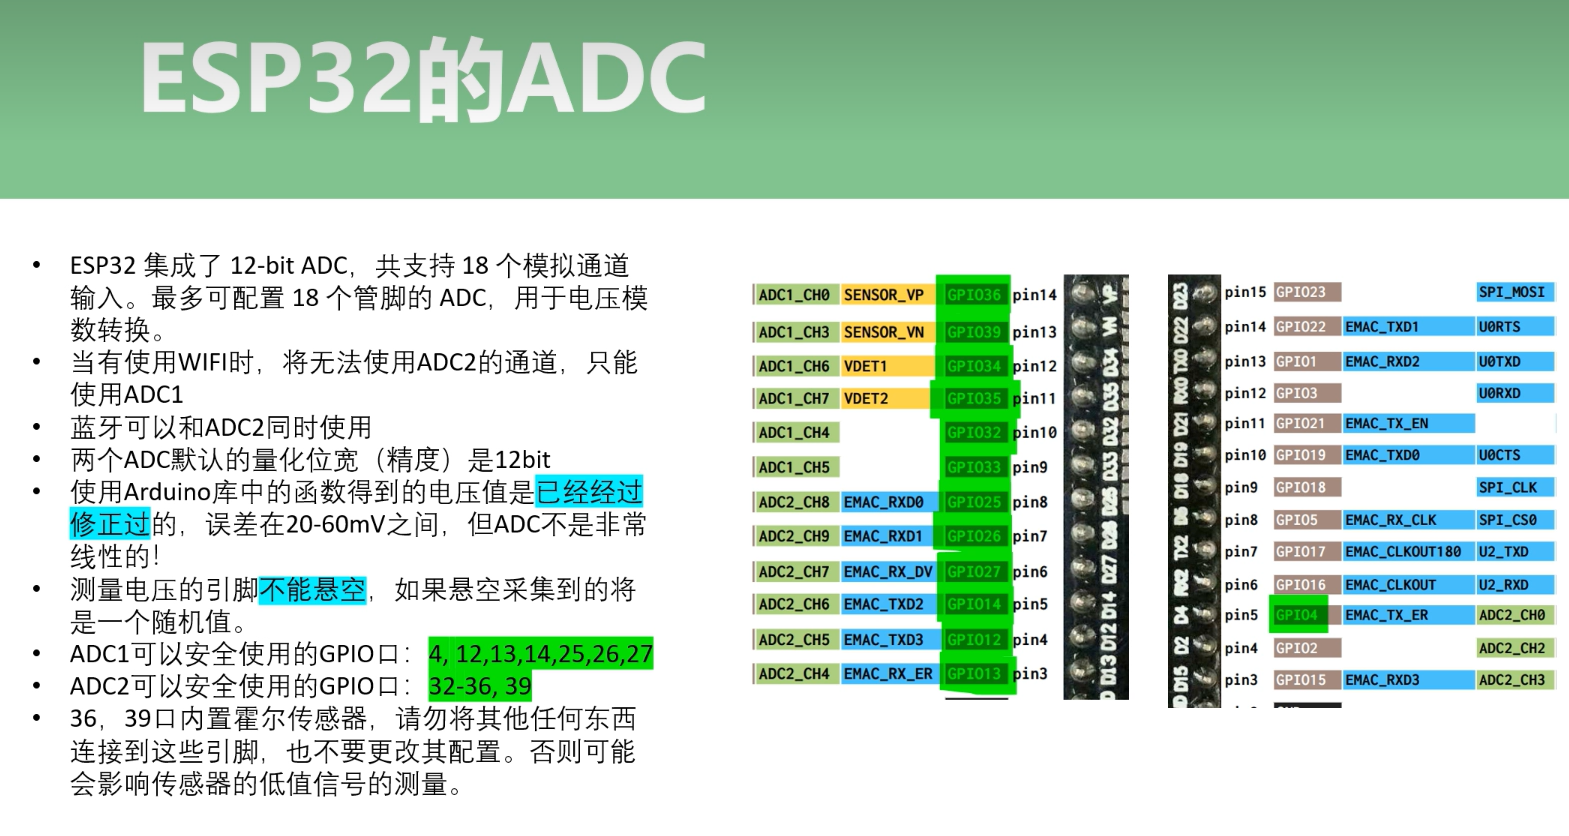 ESP32的ADC
• ESP32 集成了 12-bit ADC，共支持 18 个模拟通道
输入。最多可配置 18 个管脚的 ADC，用于电压模
数转换。
• 当有使用WIFI时，将无法使用ADC2的通道，只能
使用ADC1
• 蓝牙可以和ADC2同时使用
• 两个ADC默认的量化位宽（精度）是12bit
• 使用Arduino库中的函数得到的电压值是已经经过
修正过的，误差在20-60mV之间，但ADC不是非常
线性的！
• 测量电压的引脚不能悬空，如果悬空采集到的将
是一个随机值。
• ADC1可以安全使用的GPIO口：4, 12,13,14,25,26,27
• ADC2可以安全使用的GPIO口：32-36, 39
• 36，39口内置霍尔传感器，请勿将其他任何东西
连接到这些引脚，也不要更改其配置。否则可能
会影响传感器的低值信号的测量。
ADC1_CH0 SENSOR_VP GPIO36 pin14 VP
ADC1_CH3 SENSOR_VN GPIO39 pin13 VN
ADC1_CH6 VDET1 GPIO34 pin12 D34
ADC1_CH7 VDET2 GPIO35 pin11 D35
ADC1_CH4 GPIO32 pin10 D32
ADC1_CH5 GPIO33 pin9 D33
ADC2_CH8 EMAC_RXD0 GPIO25 pin8
ADC2_CH9 EMAC_RXD1 GPIO26 pin7
ADC2_CH7 EMAC_RX_DV GPIO27 pin6 D27
ADC2_CH6 EMAC_TXD2 GPIO14 pin5 D14
ADC2_CH5 EMAC_TXD3 GPIO12 pin4 D12
ADC2_CH4 EMAC_RX_ER GPIO13 pin3 D13
D23 pin15 GPIO23 SPI_MOSI
D22 pin14 GPIO22 EMAC_TXD1 U0RTS
TX0 pin13 GPIO1 EMAC_RXD2 U0TXD
RX0 pin12 GPIO3 U0RXD
D21 pin11 GPIO21 EMAC_TX_EN
D19 pin10 GPIO19 EMAC_TXD0 U0CTS
D18 pin9 GPIO18 SPI_CLK
D5 pin8 GPIO5 EMAC_RX_CLK SPI_CS0
TX2 pin7 GPIO17 EMAC_CLKOUT180 U2_TXD
RX2 pin6 GPIO16 EMAC_CLKOUT U2_RXD
D4 pin5 GPIO4 EMAC_TX_ER ADC2_CH0
D2 pin4 GPIO2 ADC2_CH2
D15 pin3 GPIO15 EMAC_RXD3 ADC2_CH3